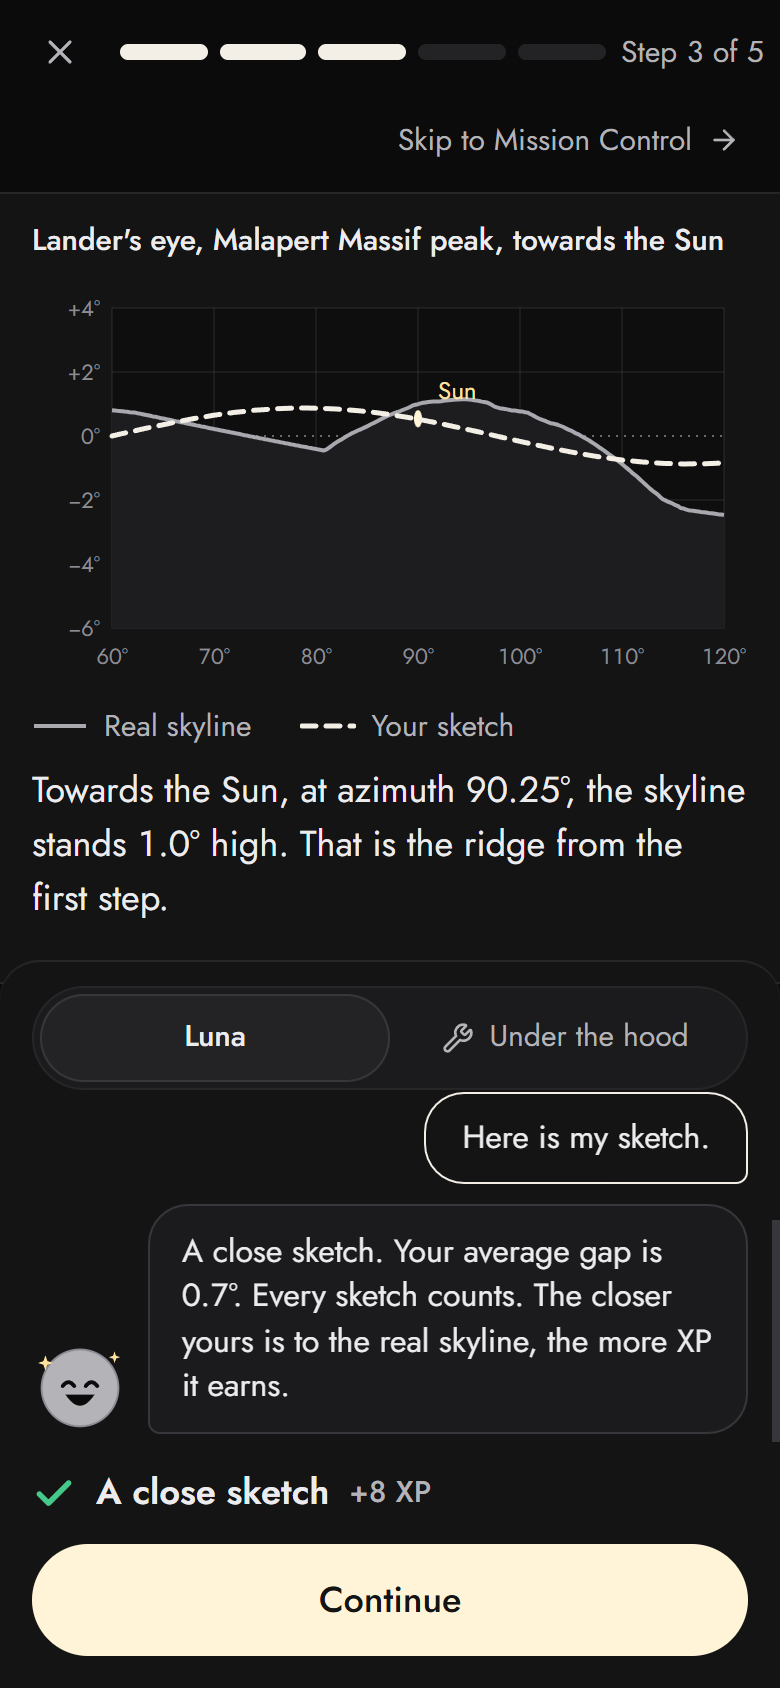 Step 3 of 5
Skip to Mission Control
Lander's eye, Malapert Massif peak, towards the Sun
+4°
+2°
0°
−2°
−4°
−6°
Sun
60° 70° 80° 90° 100° 110° 120°
Real skyline Your sketch
Towards the Sun, at azimuth 90.25°, the skyline
stands 1.0° high. That is the ridge from the
first step.
Luna Under the hood
Here is my sketch.
A close sketch. Your average gap is
0.7°. Every sketch counts. The closer
yours is to the real skyline, the more XP
it earns.
A close sketch +8 XP
Continue